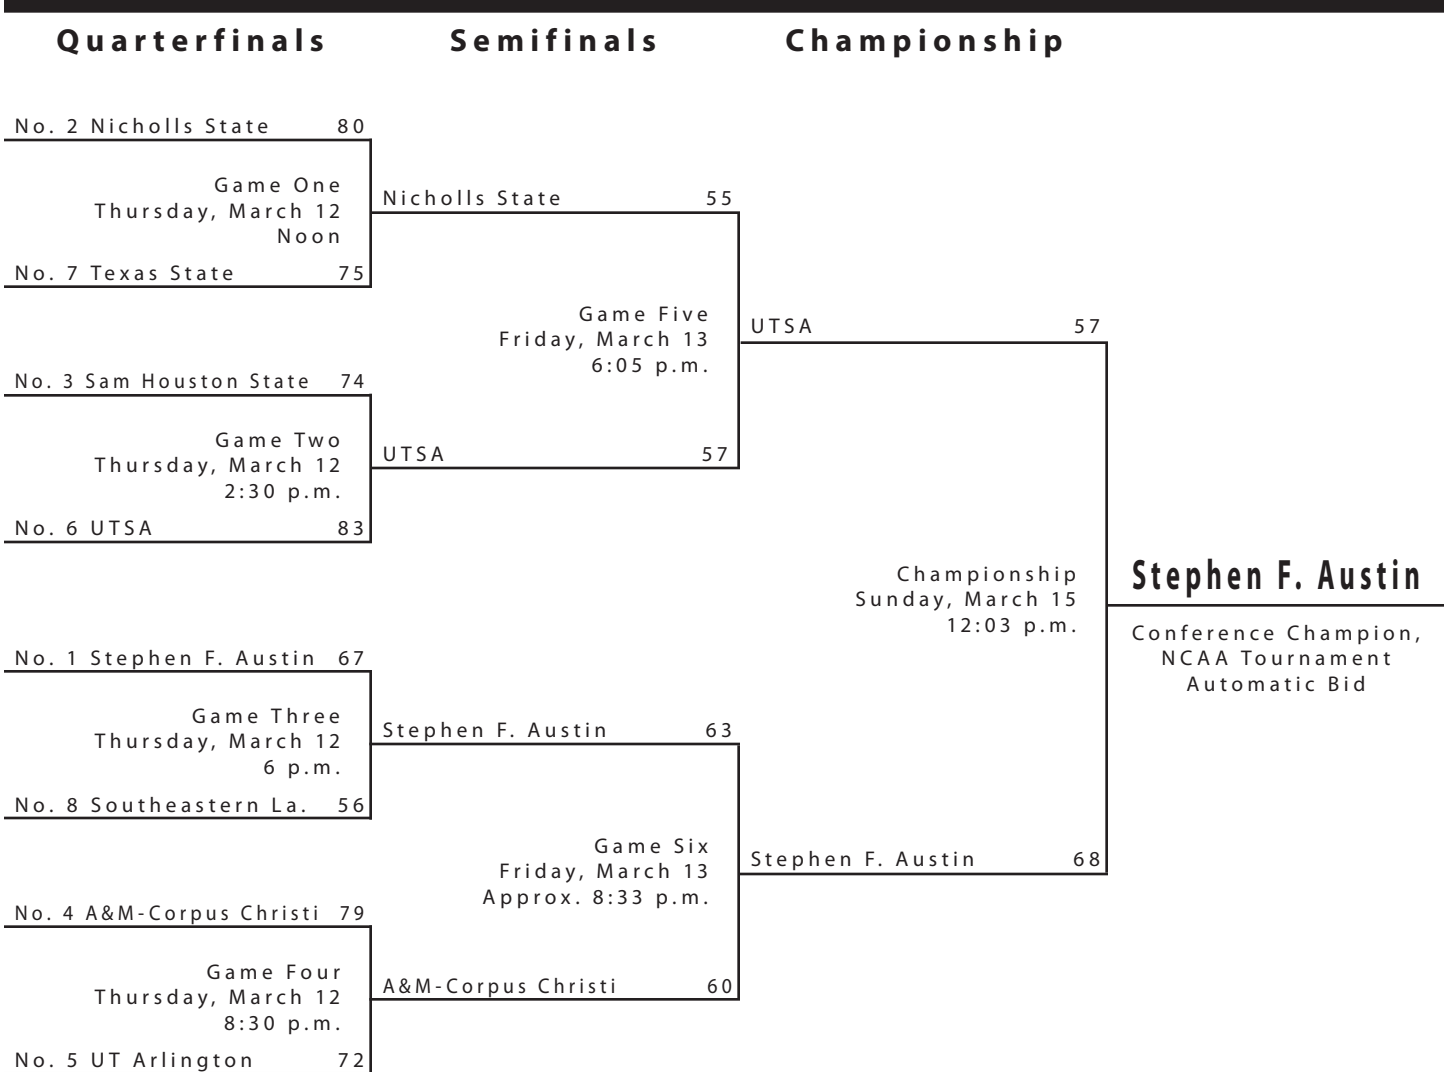 Quarterfinals Semifinals Championship
No. 2 Nicholls State 80
Game One
Thursday, March 12
Noon
No. 7 Texas State 75
No. 3 Sam Houston State 74
Game Two
Thursday, March 12
2:30 p.m.
No. 6 UTSA 83
No. 1 Stephen F. Austin 67
Game Three
Thursday, March 12
6 p.m.
No. 8 Southeastern La. 56
No. 4 A&M-Corpus Christi 79
Game Four
Thursday, March 12
8:30 p.m.
No. 5 UT Arlington 72
Nicholls State 55
Game Five
Friday, March 13
6:05 p.m.
UTSA 57
Stephen F. Austin 63
Game Six
Friday, March 13
Approx. 8:33 p.m.
A&M-Corpus Christi 60
UTSA 57
Championship
Sunday, March 15
12:03 p.m.
Stephen F. Austin 68
Stephen F. Austin
Conference Champion,
NCAA Tournament
Automatic Bid